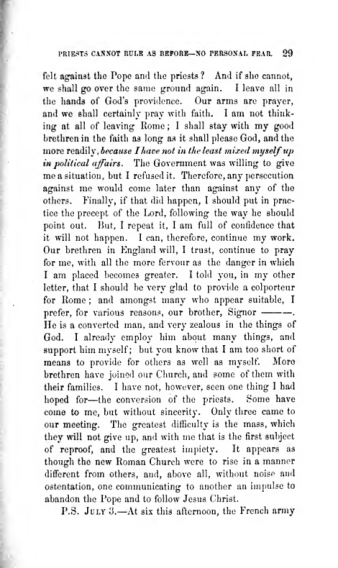 PRIESTS CANNOT RULE AS BEFORE—NO PERSONAL FEAR. 29
felt against the Pope and the priests? And if she cannot,
we shall go over the same ground again. I leave all in
the hands of God's providence. Our arms are prayer,
and we shall certainly pray with faith. I am not think-
ing at all of leaving Rome; I shall stay with my good
brethren in the faith as long as it shall please God, and the
more readily, because I have not in the least mixed myself up
in political affairs. The Government was willing to give
me a situation, but I refused it. Therefore, any persecution
against me would come later than against any of the
others. Finally, if that did happen, I should put in prac-
tice the precept of the Lord, following the way he should
point out. But, I repeat it, I am full of confidence that
it will not happen. I can, therefore, continue my work.
Our brethren in England will, I trust, continue to pray
for me, with all the more fervour as the danger in which
I am placed becomes greater. I told you, in my other
letter, that I should be very glad to provide a colporteur
for Rome; and amongst many who appear suitable, I
prefer, for various reasons, our brother, Signor ———.
He is a converted man, and very zealous in the things of
God. I already employ him about many things, and
support him myself; but you know that I am too short of
means to provide for others as well as myself. More
brethren have joined our Church, and some of them with
their families. I have not, however, seen one thing I had
hoped for—the conversion of the priests. Some have
come to me, but without sincerity. Only three came to
our meeting. The greatest difficulty is the mass, which
they will not give up, and with me that is the first subject
of reproof, and the greatest impiety. It appears as
though the new Roman Church were to rise in a manner
different from others, and, above all, without noise and
ostentation, one communicating to another an impulse to
abandon the Pope and to follow Jesus Christ.
P.S. JULY 3.—At six this afternoon, the French army